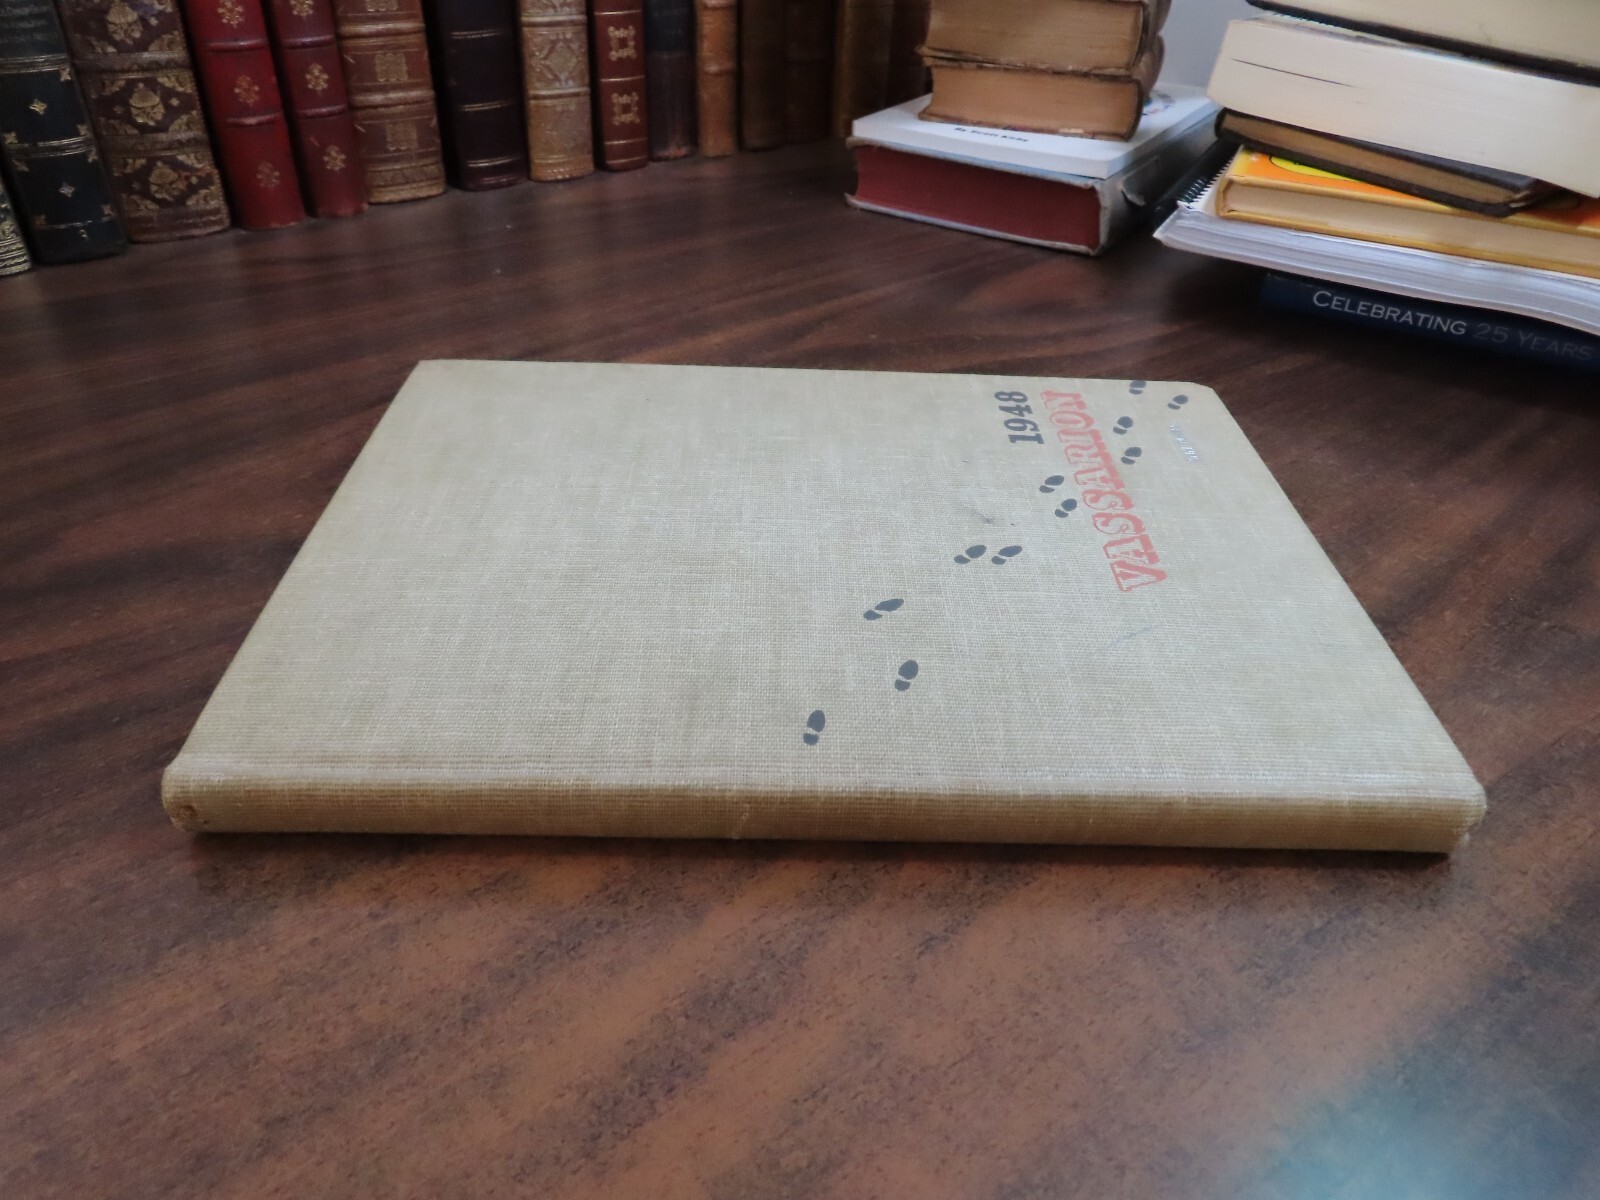 1948
VASSARION
CELEBRATING 25 YEARS